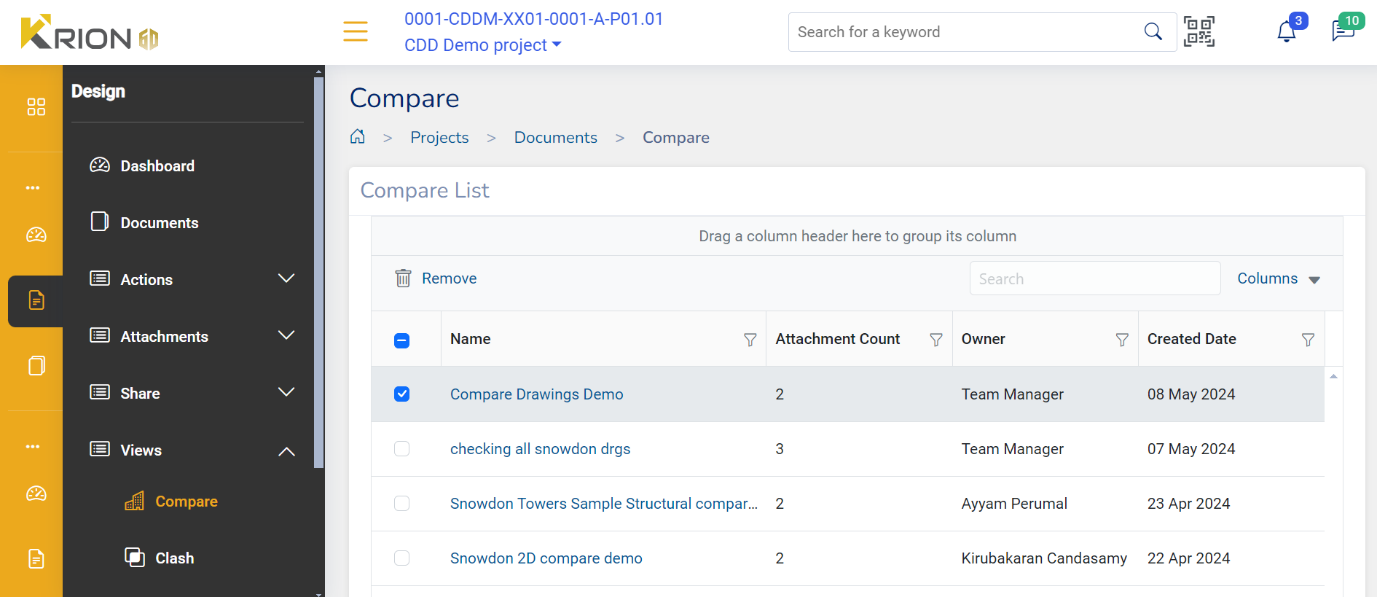 KRION
0001-CDDM-XX01-0001-A-P01.01
CDD Demo project
Search for a keyword
3
10
Design
Dashboard
Documents
Actions
Attachments
Share
Views
Compare
Clash
Compare
> Projects > Documents > Compare
Compare List
Drag a column header here to group its column
Remove
Search
Columns
Name Attachment Count Owner Created Date
Compare Drawings Demo 2 Team Manager 08 May 2024
checking all snowdon drgs 3 Team Manager 07 May 2024
Snowdon Towers Sample Structural compar... 2 Ayyam Perumal 23 Apr 2024
Snowdon 2D compare demo 2 Kirubakaran Candasamy 22 Apr 2024